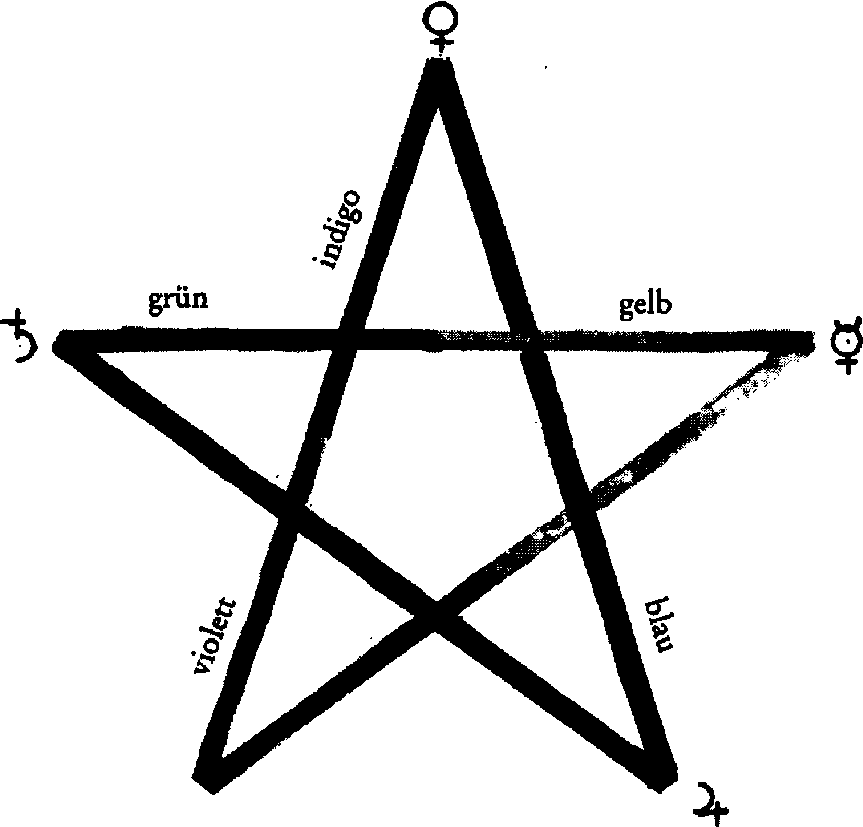 ♀
indigo
grün
gelb
♄
☿
violett
blau
♃